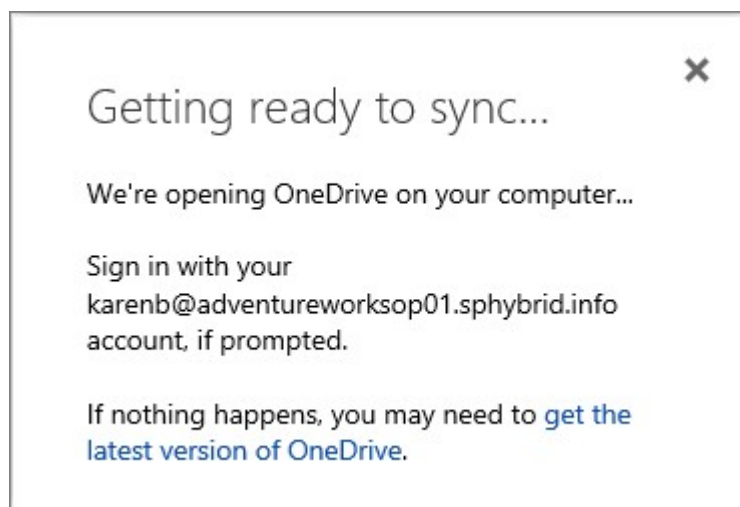 Getting ready to sync...
We're opening OneDrive on your computer...
Sign in with your
karenb@adventureworksop01.sphybrid.info
account, if prompted.
If nothing happens, you may need to get the
latest version of OneDrive.